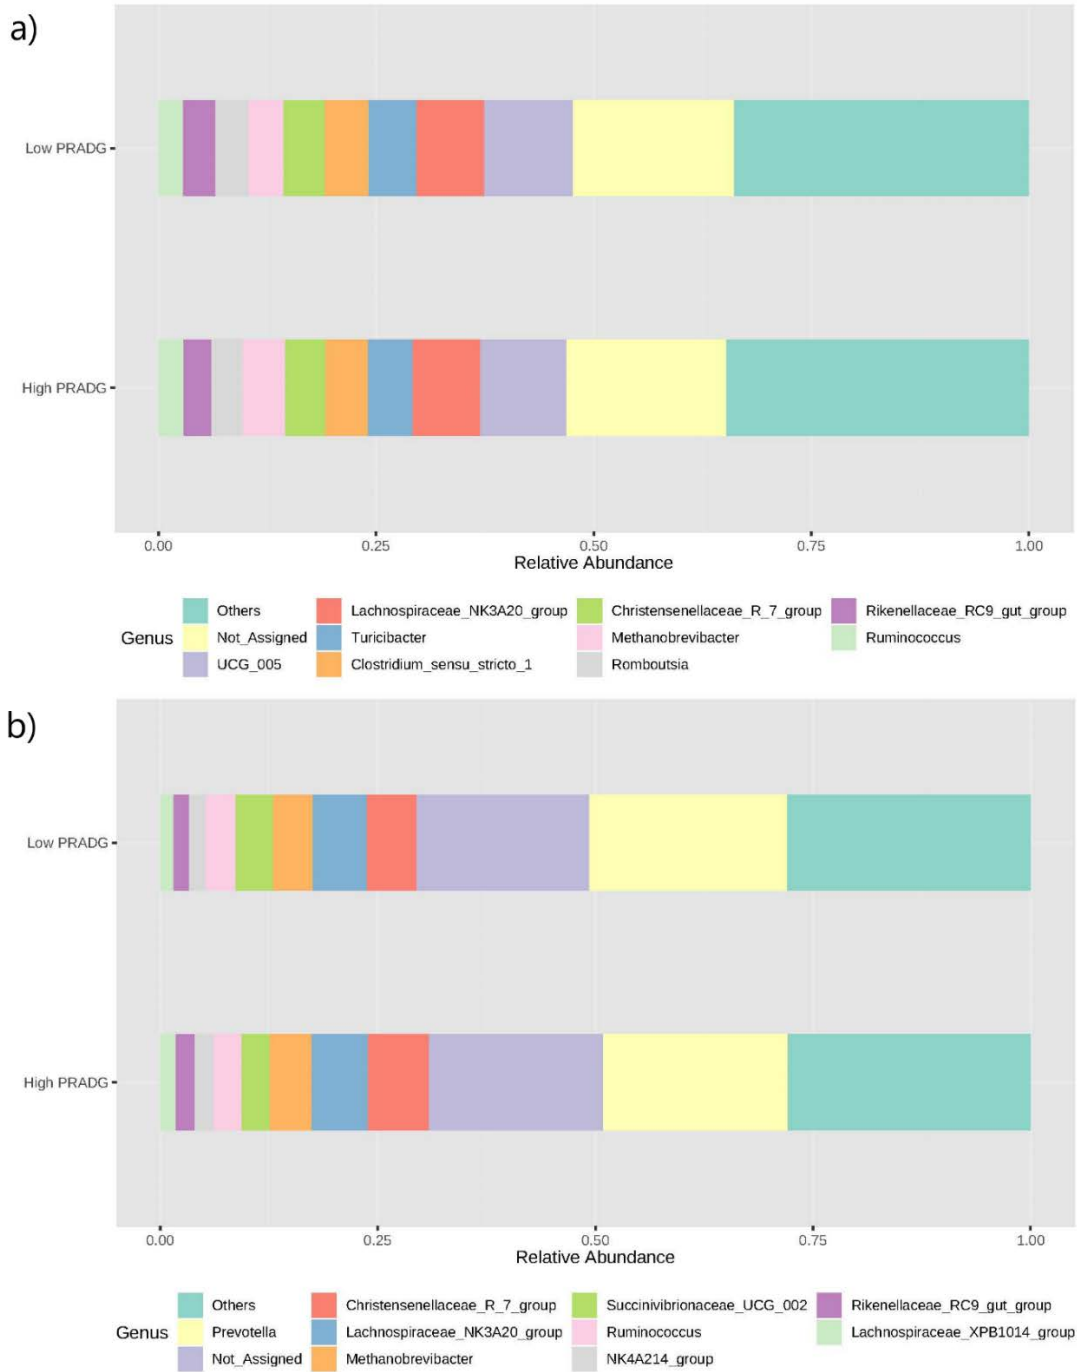 a)
Low PRADG
High PRADG
0.00 0.25 0.50 0.75 1.00
Relative Abundance
Others Lachnospiraceae_NK3A20_group Christensenellaceae_R_7_group Rikenellaceae_RC9_gut_group
Genus Not_Assigned Turicibacter Methanobrevibacter Ruminococcus
UCG_005 Clostridium_sensu_stricto_1 Romboutsia
b)
Low PRADG
High PRADG
0.00 0.25 0.50 0.75 1.00
Relative Abundance
Others Christensenellaceae_R_7_group Succinivibrionaceae_UCG_002 Rikenellaceae_RC9_gut_group
Genus Prevotella Lachnospiraceae_NK3A20_group Ruminococcus Lachnospiraceae_XPB1014_group
Not_Assigned Methanobrevibacter NK4A214_group